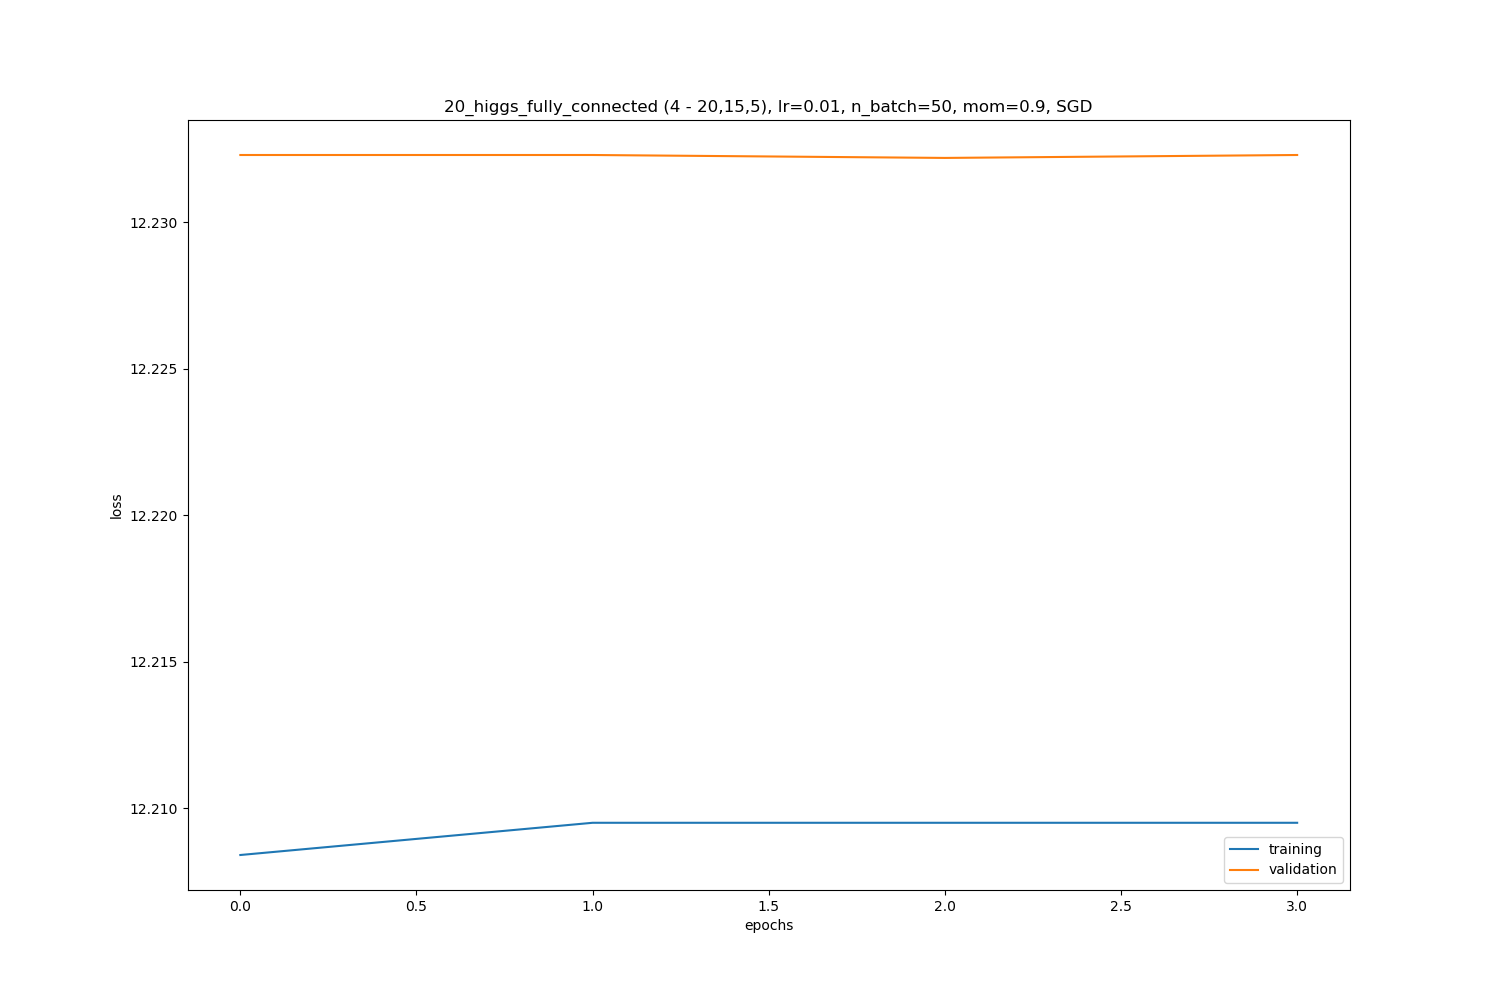 20_higgs_fully_connected (4 - 20,15,5), lr=0.01, n_batch=50, mom=0.9, SGD
12.230
12.225
12.220
12.215
12.210
loss
training
validation
0.0 0.5 1.0 1.5 2.0 2.5 3.0
epochs